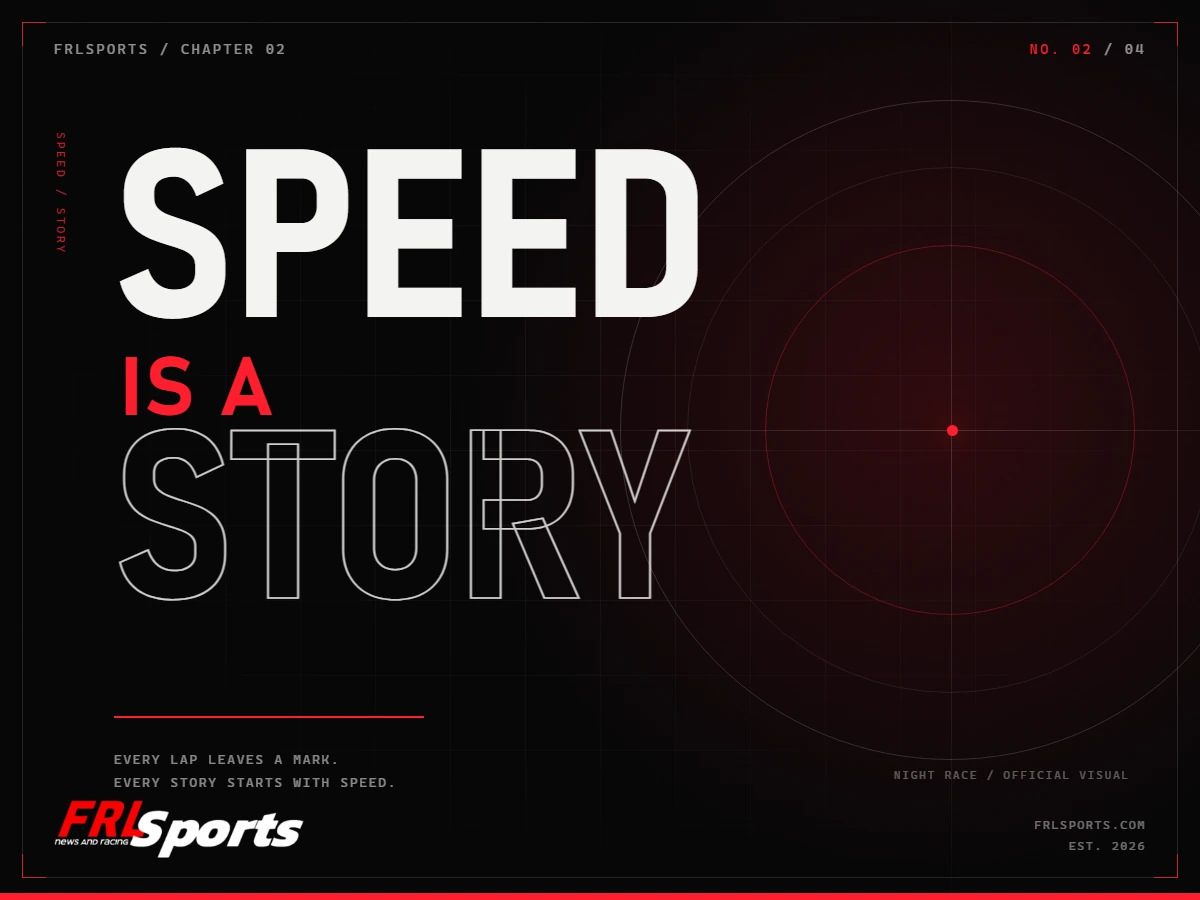 FRLSPORTS / CHAPTER 02
NO. 02 / 04
SPEED / STORY
SPEED
IS A
STORY
EVERY LAP LEAVES A MARK.
EVERY STORY STARTS WITH SPEED.
NIGHT RACE / OFFICIAL VISUAL
FRLSports
news AND racing
FRLSPORTS.COM
EST. 2026